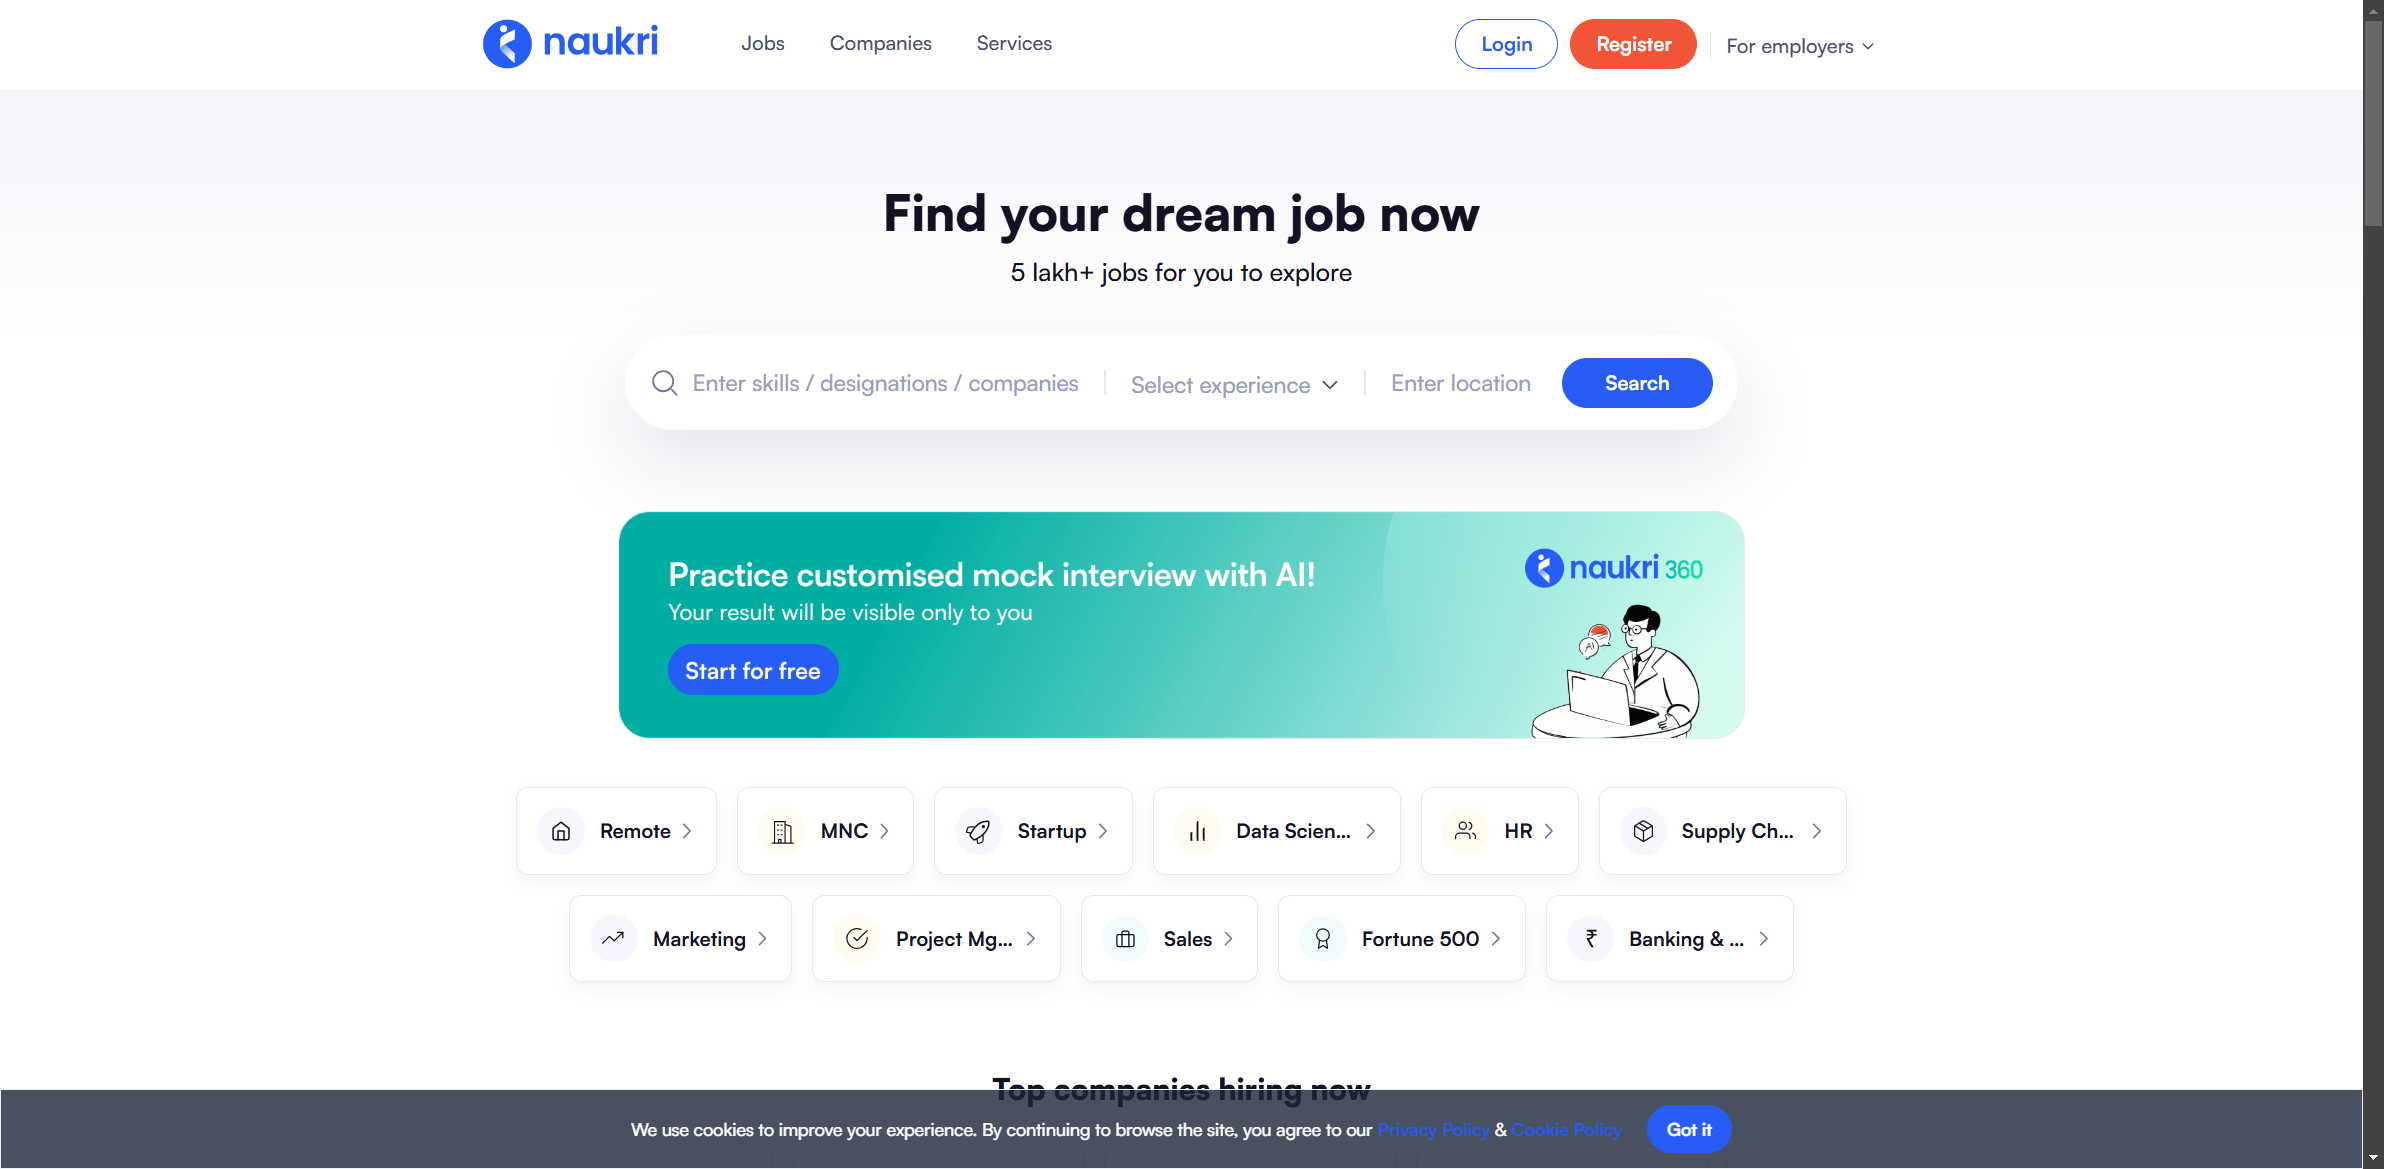 naukri
Jobs
Companies
Services
Login
Register
For employers
Find your dream job now
5 lakh+ jobs for you to explore
Enter skills / designations / companies
Select experience
Enter location
Search
Practice customised mock interview with AI!
Your result will be visible only to you
Start for free
naukri 360
AI
Remote
MNC
Startup
Data Scien...
HR
Supply Ch...
Marketing
Project Mg...
Sales
Fortune 500
₹
Banking & ...
Top companies hiring now
We use cookies to improve your experience. By continuing to browse the site, you agree to our Privacy Policy & Cookie Policy
Got it